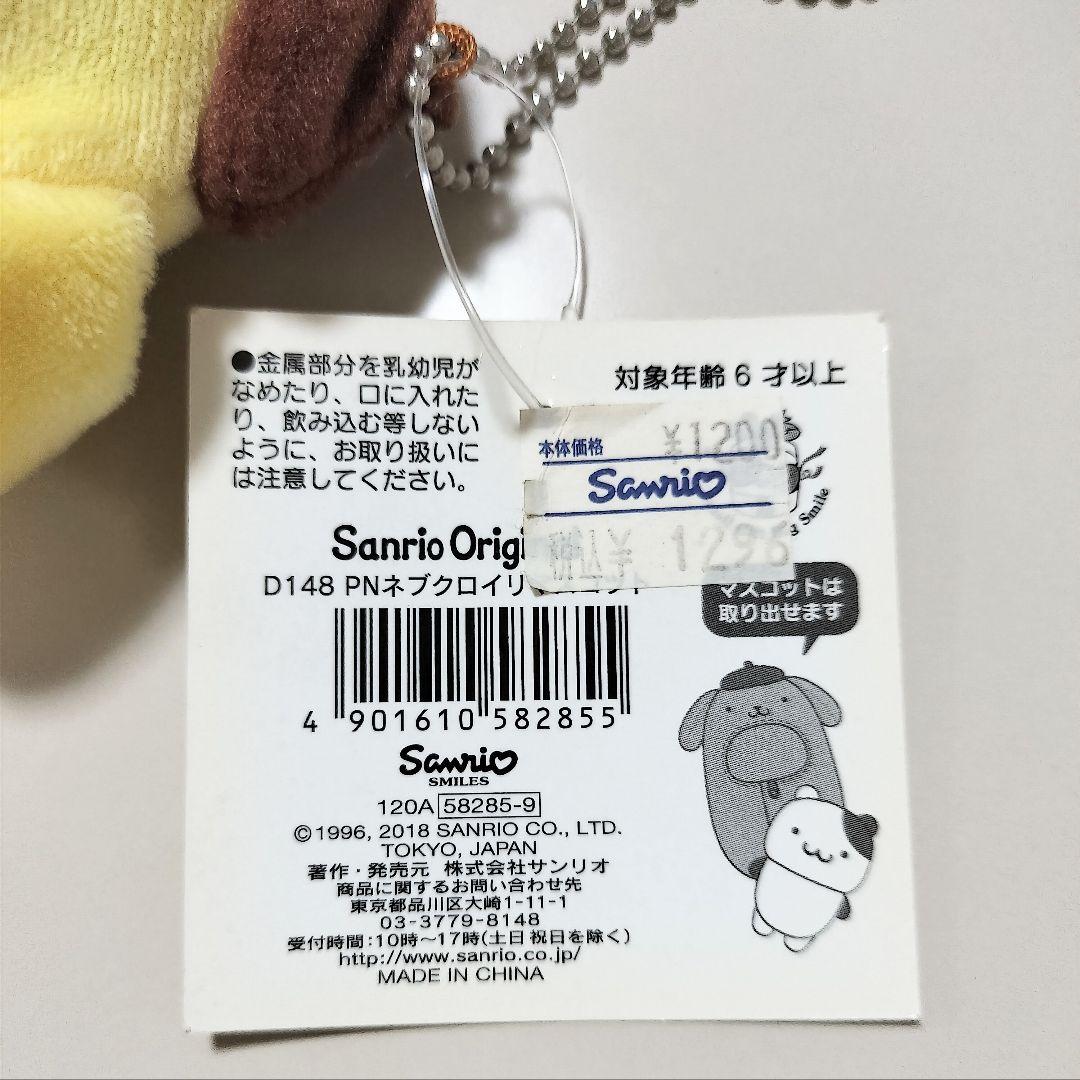 ●金属部分を乳幼児が
なめたり、口に入れた
り、飲み込む等しない
ように、お取り扱いに
は注意してください。
対象年齢6才以上
本体価格 ¥1200
Sanrio
税込¥ 1296
Smile
Sanrio Origi
D148 PNネブクロイリ
マスコットは
取り出せます
4 901610 582855
Sanrio
SMILES
120A 58285-9
©1996, 2018 SANRIO CO., LTD.
TOKYO, JAPAN
著作・発売元 株式会社サンリオ
商品に関するお問い合わせ先
東京都品川区大崎1-11-1
03-3779-8148
受付時間:10時～17時(土日祝日を除く)
http://www.sanrio.co.jp/
MADE IN CHINA